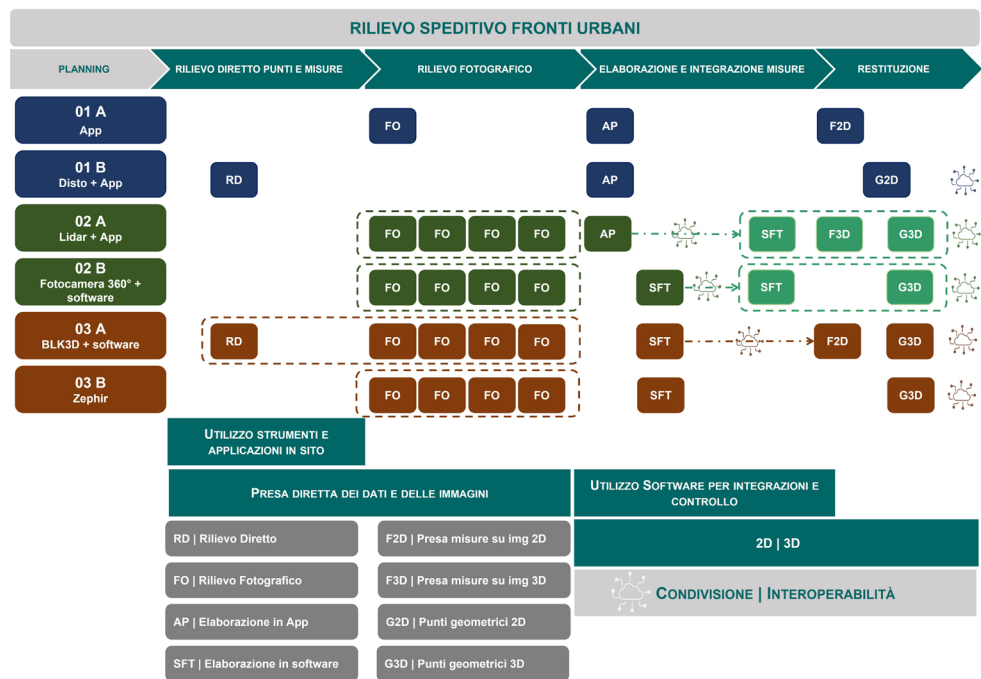 RILIEVO SPEDITIVO FRONTI URBANI
PLANNING
RILIEVO DIRETTO PUNTI E MISURE
RILIEVO FOTOGRAFICO
ELABORAZIONE E INTEGRAZIONE MISURE
RESTITUZIONE
01 A
App
FO
AP
F2D
01 B
Disto + App
RD
AP
G2D
02 A
Lidar + App
FO
FO
FO
FO
AP
SFT
F3D
G3D
02 B
Fotocamera 360° +
software
FO
FO
FO
FO
SFT
SFT
G3D
03 A
BLK3D + software
RD
FO
FO
FO
FO
SFT
F2D
G3D
03 B
Zephir
FO
FO
FO
FO
SFT
G3D
UTILIZZO STRUMENTI E
APPLICAZIONI IN SITO
PRESA DIRETTA DEI DATI E DELLE IMMAGINI
UTILIZZO SOFTWARE PER INTEGRAZIONI E
CONTROLLO
RD | Rilievo Diretto
F2D | Presa misure su img 2D
2D | 3D
FO | Rilievo Fotografico
F3D | Presa misure su img 3D
CONDIVISIONE | INTEROPERABILITÀ
AP | Elaborazione in App
G2D | Punti geometrici 2D
SFT | Elaborazione in software
G3D | Punti geometrici 3D